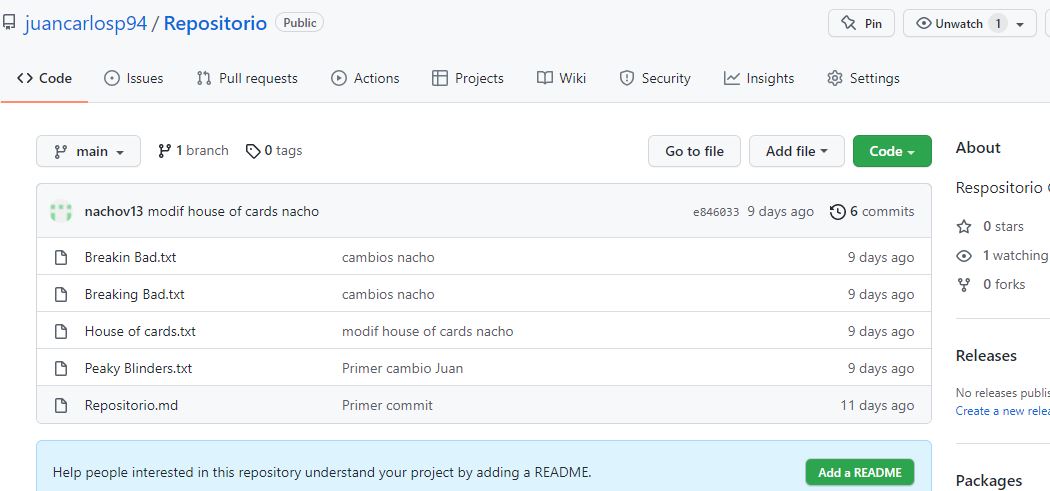 juancarlosp94 / Repositorio Public Pin Unwatch 1
Code Issues Pull requests Actions Projects Wiki Security Insights Settings
main 1 branch 0 tags Go to file Add file Code
nachov13 modif house of cards nacho e846033 9 days ago 6 commits
Breakin Bad.txt cambios nacho 9 days ago
Breaking Bad.txt cambios nacho 9 days ago
House of cards.txt modif house of cards nacho 9 days ago
Peaky Blinders.txt Primer cambio Juan 9 days ago
Repositorio.md Primer commit 11 days ago
Help people interested in this repository understand your project by adding a README. Add a README
About
Respositorio
0 stars
1 watching
0 forks
Releases
No releases
Create a new
Packages